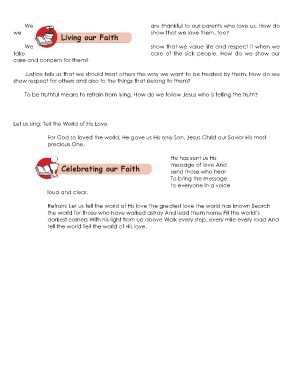 We are thankful to our parents who love us. How do
we show that we love them, too?
Living our Faith
We show that we value life and respect it when we
take care of the sick people. How do we show our
care and concern for them?
Justice tells us that we should treat others the way we want to be treated by them. How do we
show respect for others and also to the things that belong to them?
To be truthful means to refrain from lying. How do we follow Jesus who is telling the truth?
Let us sing: Tell the World of His Love
For God so loved the world, He gave us His only Son, Jesus Christ our Savior His most
precious One.
He has sent us His
message of love And
Celebrating our Faith
send those who hear
To bring the message
to everyone in a voice
loud and clear.
Refrain: Let us tell the world of His love The greatest love the world has known Search
the world for those who have walked astray And lead them home Fill the world's
darkest corners With his light from up above Walk every step, every mile every road And
tell the world Tell the world of His love.